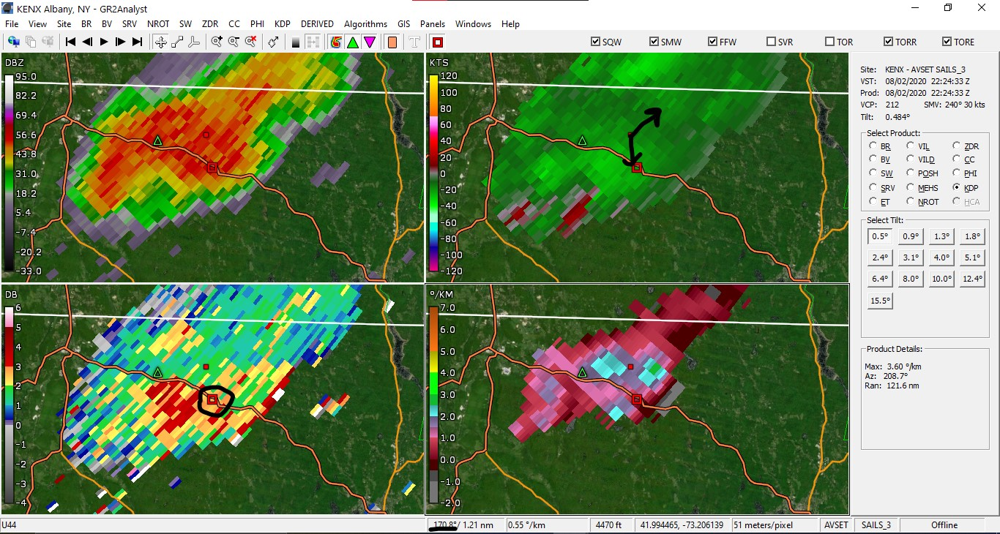 KENX Albany, NY - GR2Analyst
File View Site BR BV SRV NROT SW ZDR CC PHI KDP DERIVED Algorithms GIS Panels Windows Help
T SQW SMW FFW SVR TOR TORR TORE
DBZ
95.0
82.2
69.4
56.6
43.8
31.0
18.2
5.4
-7.4
-20.2
-33.0
KTS
120
100
80
60
40
20
0
-20
-40
-60
-80
-100
-120
DB
6
5
4
3
2
1
0
-1
-2
-3
-4
°/KM
7.0
6.0
5.0
4.0
3.0
2.0
1.0
0.0
-1.0
-2.0
Site: KENX - AVSET SAILS_3
VST: 08/02/2020 22:24:33 Z
Prod: 08/02/2020 22:24:33 Z
VCP: 212 SMV: 240° 30 kts
Tilt: 0.484°
Select Product:
BR VIL ZDR
BV VILD CC
SW POSH PHI
SRV MEHS KDP
ET NROT HCA
Select Tilt:
0.5° 0.9° 1.3° 1.8°
2.4° 3.1° 4.0° 5.1°
6.4° 8.0° 10.0° 12.4°
15.5°
Product Details:
Max: 3.60 °/km
Az: 208.7°
Ran: 121.6 nm
U44 170.8°/ 1.21 nm 0.55 °/km 4470 ft 41.994465, -73.206139 51 meters/pixel AVSET SAILS_3 Offline